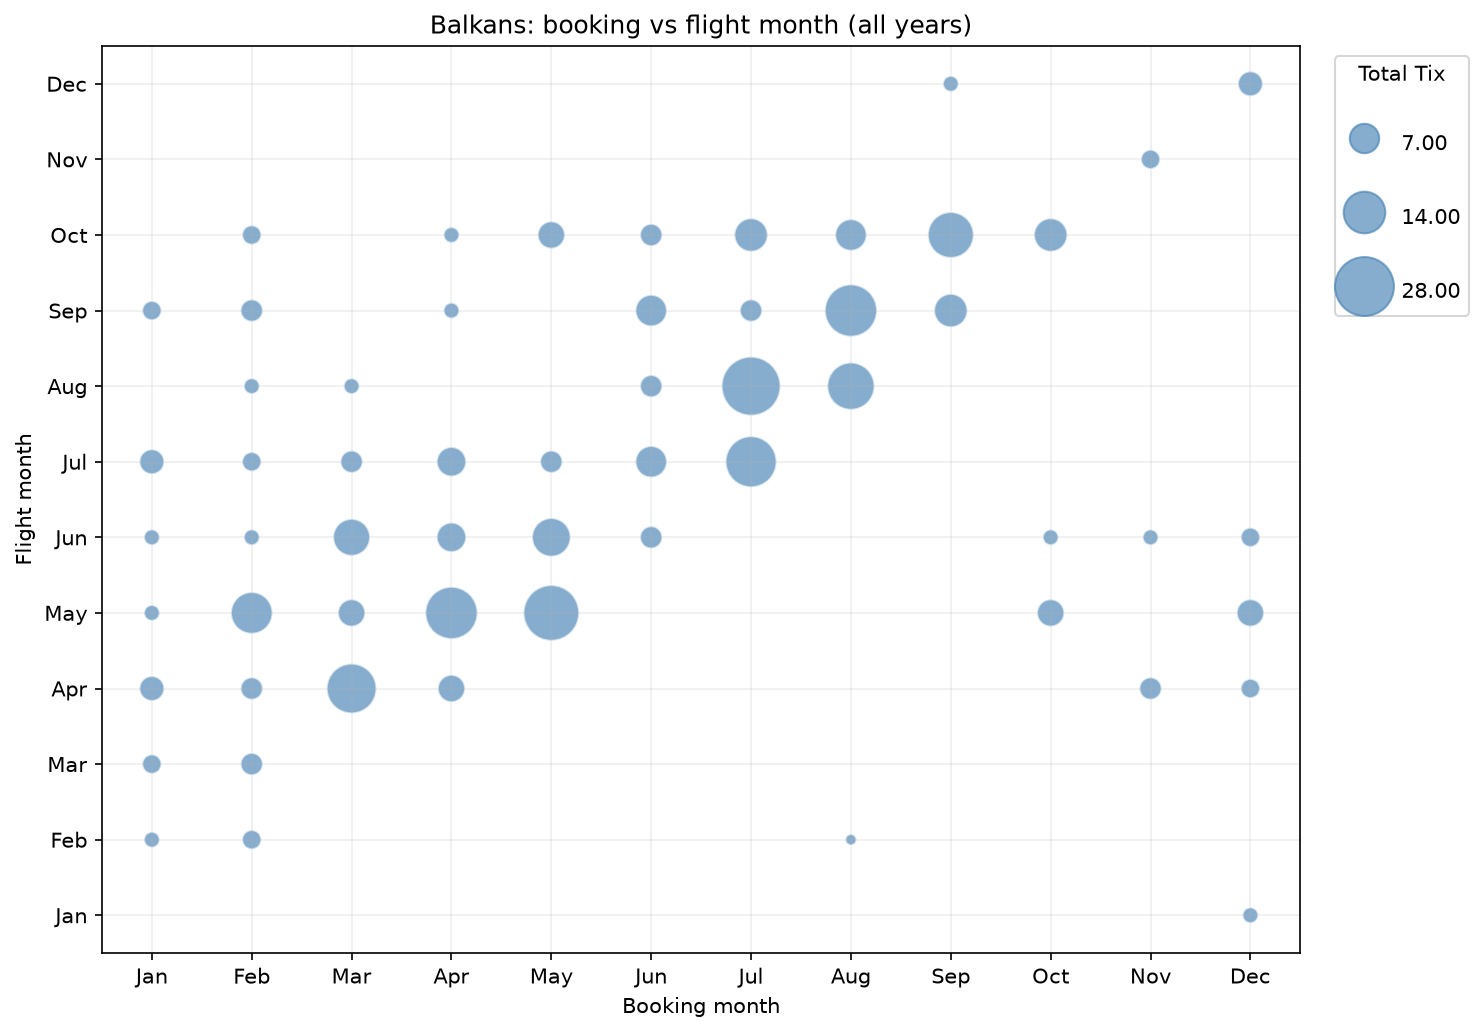 Balkans: booking vs flight month (all years)
Total Tix
7.00
14.00
28.00
Flight month
Dec
Nov
Oct
Sep
Aug
Jul
Jun
May
Apr
Mar
Feb
Jan
Jan Feb Mar Apr May Jun Jul Aug Sep Oct Nov Dec
Booking month